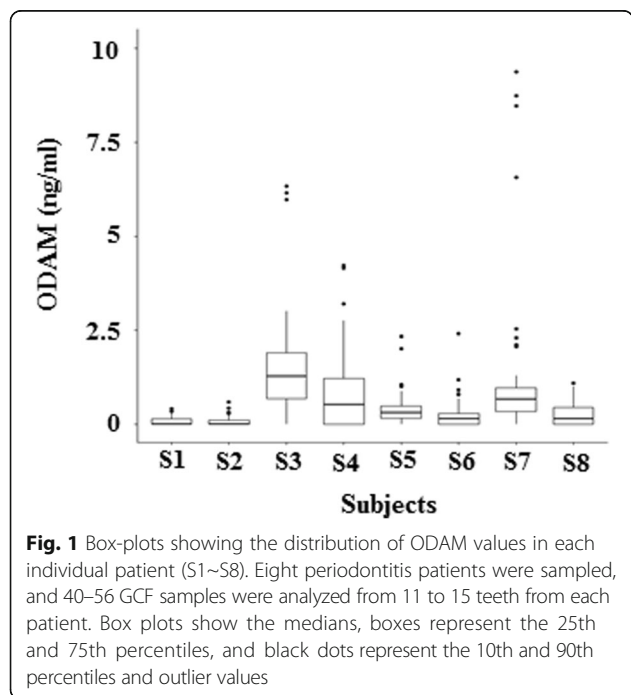 10
7.5
5
2.5
0
ODAM (ng/ml)
S1 S2 S3 S4 S5 S6 S7 S8
Subjects
Fig. 1 Box-plots showing the distribution of ODAM values in each
individual patient (S1~S8). Eight periodontitis patients were sampled,
and 40–56 GCF samples were analyzed from 11 to 15 teeth from each
patient. Box plots show the medians, boxes represent the 25th
and 75th percentiles, and black dots represent the 10th and 90th
percentiles and outlier values